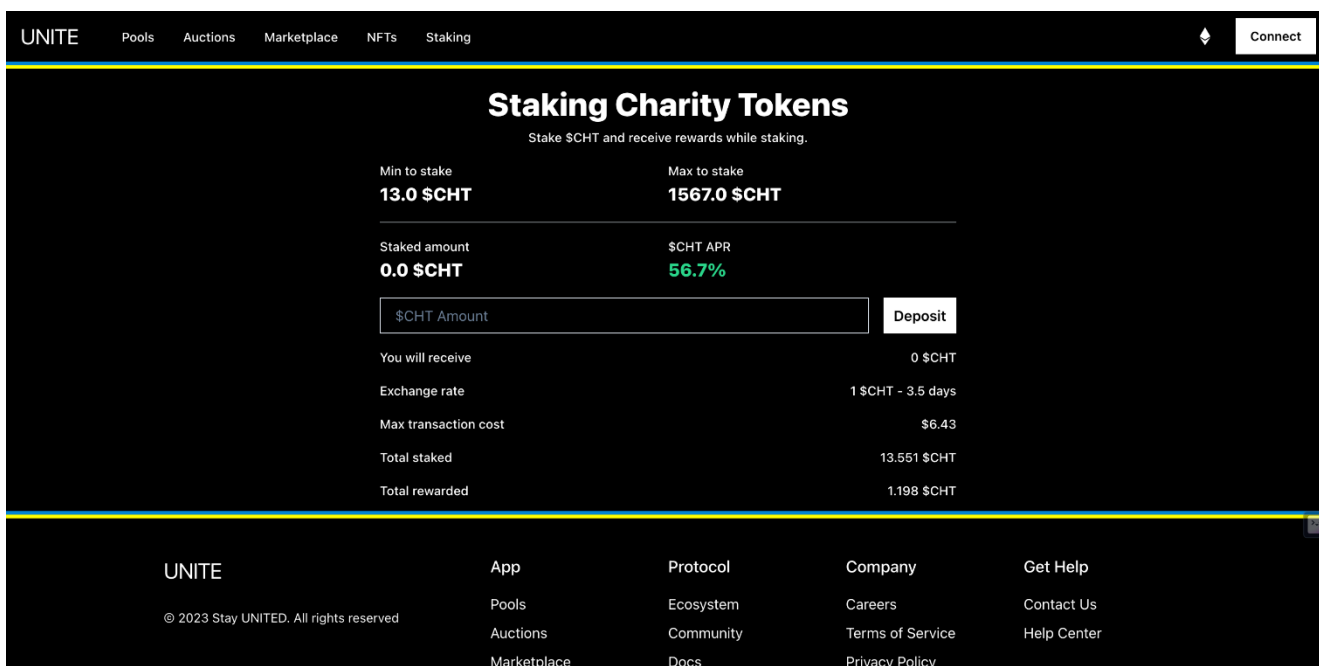 UNITE Pools Auctions Marketplace NFTs Staking Connect
Staking Charity Tokens
Stake $CHT and receive rewards while staking.
Min to stake Max to stake
13.0 $CHT 1567.0 $CHT
Staked amount $CHT APR
0.0 $CHT 56.7%
$CHT Amount Deposit
You will receive 0 $CHT
Exchange rate 1 $CHT - 3.5 days
Max transaction cost $6.43
Total staked 13.551 $CHT
Total rewarded 1.198 $CHT
UNITE App Protocol Company Get Help
Pools Ecosystem Careers Contact Us
© 2023 Stay UNITED. All rights reserved
Auctions Community Terms of Service Help Center
Marketplace Docs Privacy Policy